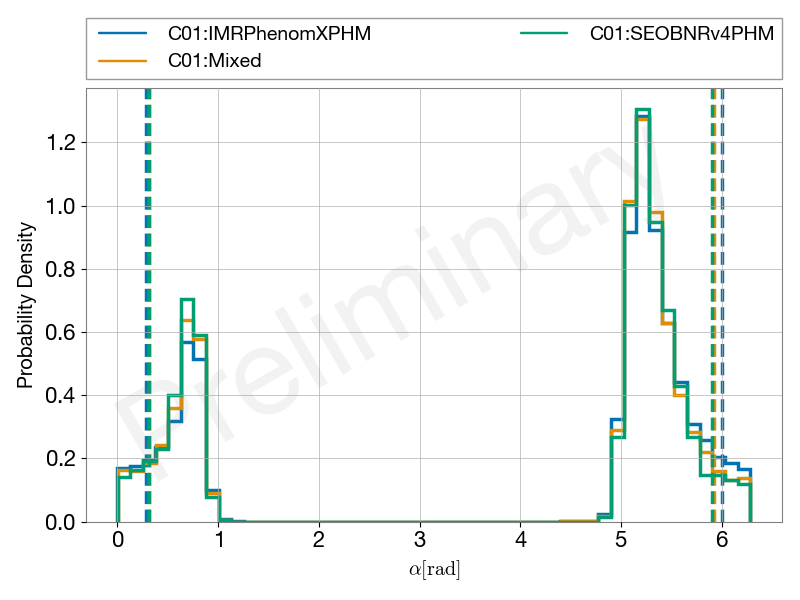 C01:IMRPhenomXPHM
C01:Mixed
C01:SEOBNRv4PHM
Preliminary
Probability Density
1.2
1.0
0.8
0.6
0.4
0.2
0.0
0 1 2 3 4 5 6
α[rad]